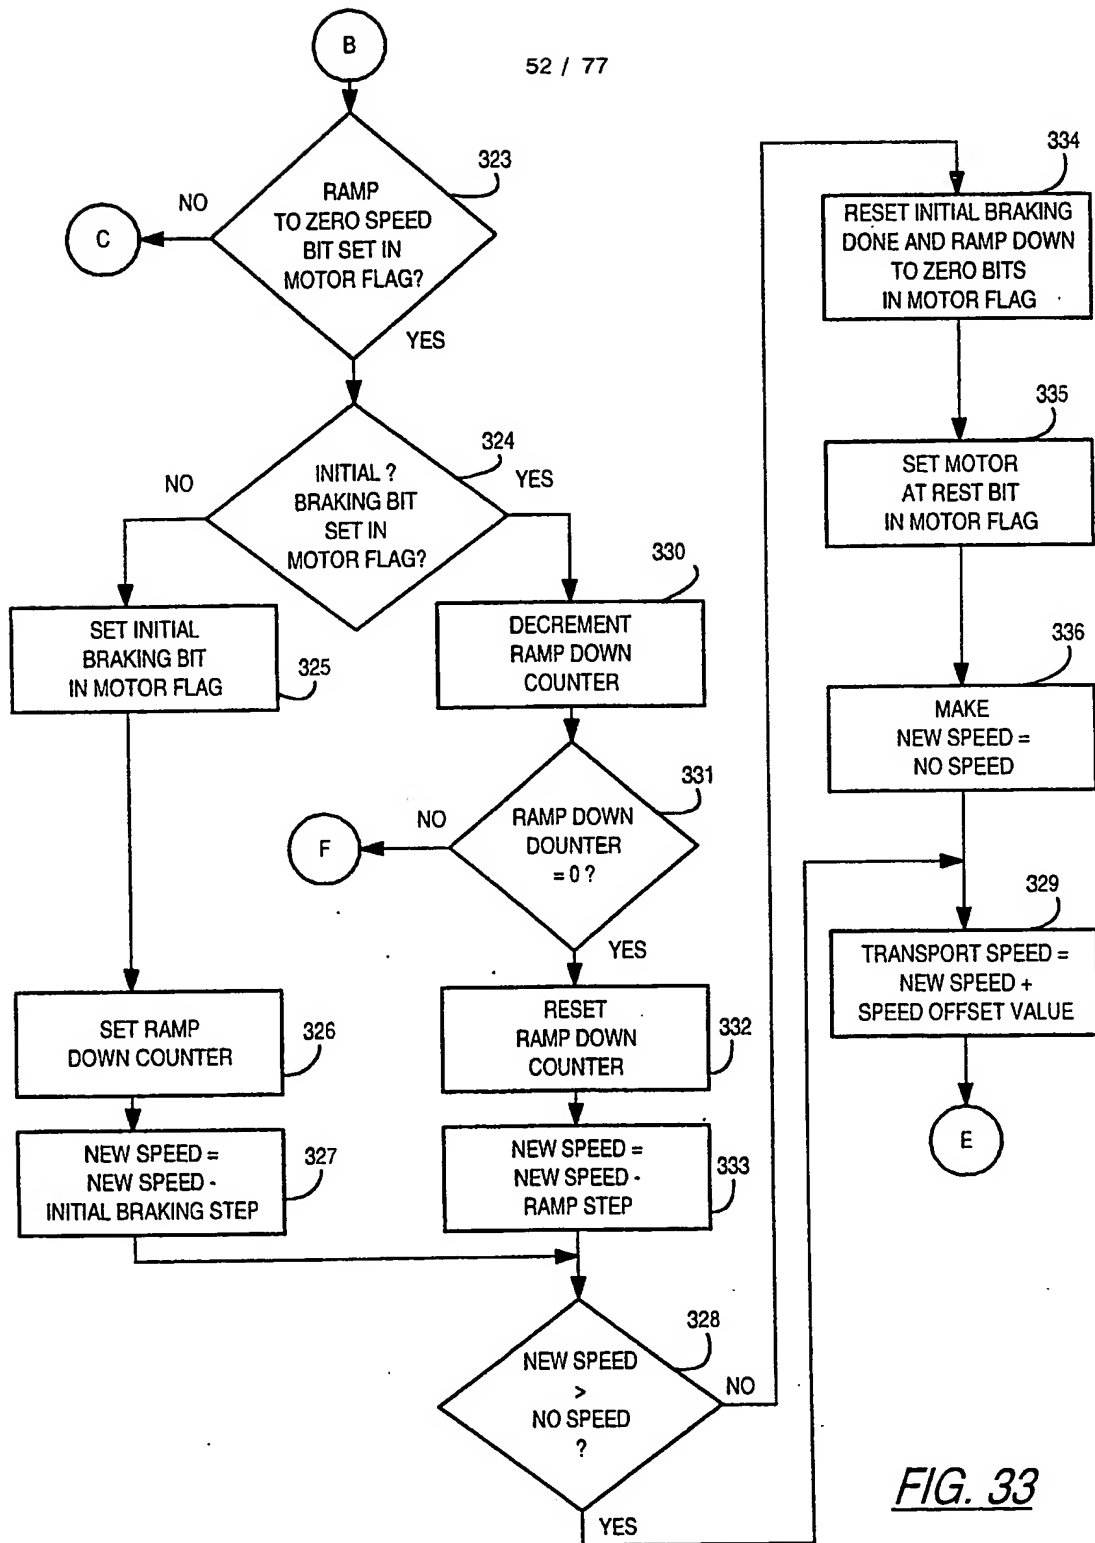 B
52 / 77
323
RAMP
TO ZERO SPEED
BIT SET IN
MOTOR FLAG?
NO
C
YES
324
INITIAL ?
BRAKING BIT
SET IN
MOTOR FLAG?
NO
YES
SET INITIAL
BRAKING BIT
IN MOTOR FLAG
325
330
DECREMENT
RAMP DOWN
COUNTER
331
RAMP DOWN
DOUNTER
= 0 ?
NO
F
YES
SET RAMP
DOWN COUNTER
326
RESET
RAMP DOWN
COUNTER
332
NEW SPEED =
NEW SPEED -
INITIAL BRAKING STEP
327
NEW SPEED =
NEW SPEED -
RAMP STEP
333
328
NEW SPEED
>
NO SPEED
?
NO
YES
334
RESET INITIAL BRAKING
DONE AND RAMP DOWN
TO ZERO BITS
IN MOTOR FLAG
335
SET MOTOR
AT REST BIT
IN MOTOR FLAG
336
MAKE
NEW SPEED =
NO SPEED
329
TRANSPORT SPEED =
NEW SPEED +
SPEED OFFSET VALUE
E
FIG. 33